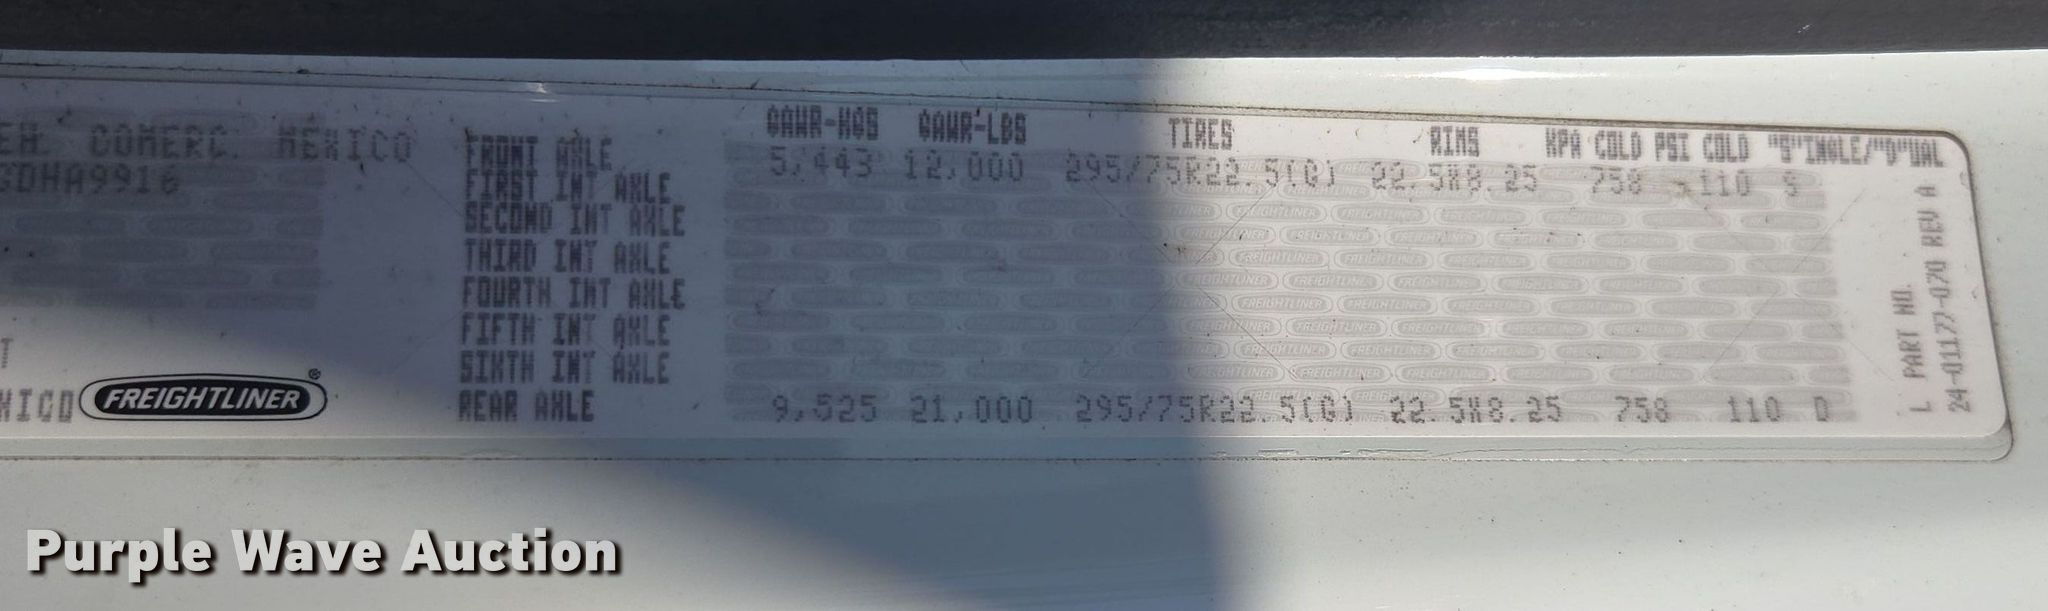 EH. COMERC. MEXICO
GDHA9916
T
XICO FREIGHTLINER®
GAWR-KGS GAWR-LBS TIRES RIMS KPA COLD PSI COLD "S"INGLE/"D"UAL
FRONT AXLE 5,443 12,000 295/75R22.5(G) 22.5X8.25 758 110 S
FIRST INT AXLE
SECOND INT AXLE
THIRD INT AXLE
FOURTH INT AXLE
FIFTH INT AXLE
SIXTH INT AXLE
REAR AXLE 9,525 21,000 295/75R22.5(G) 22.5X8.25 758 110 D
L PART NO.
24-01177-070 REV A
Purple Wave Auction